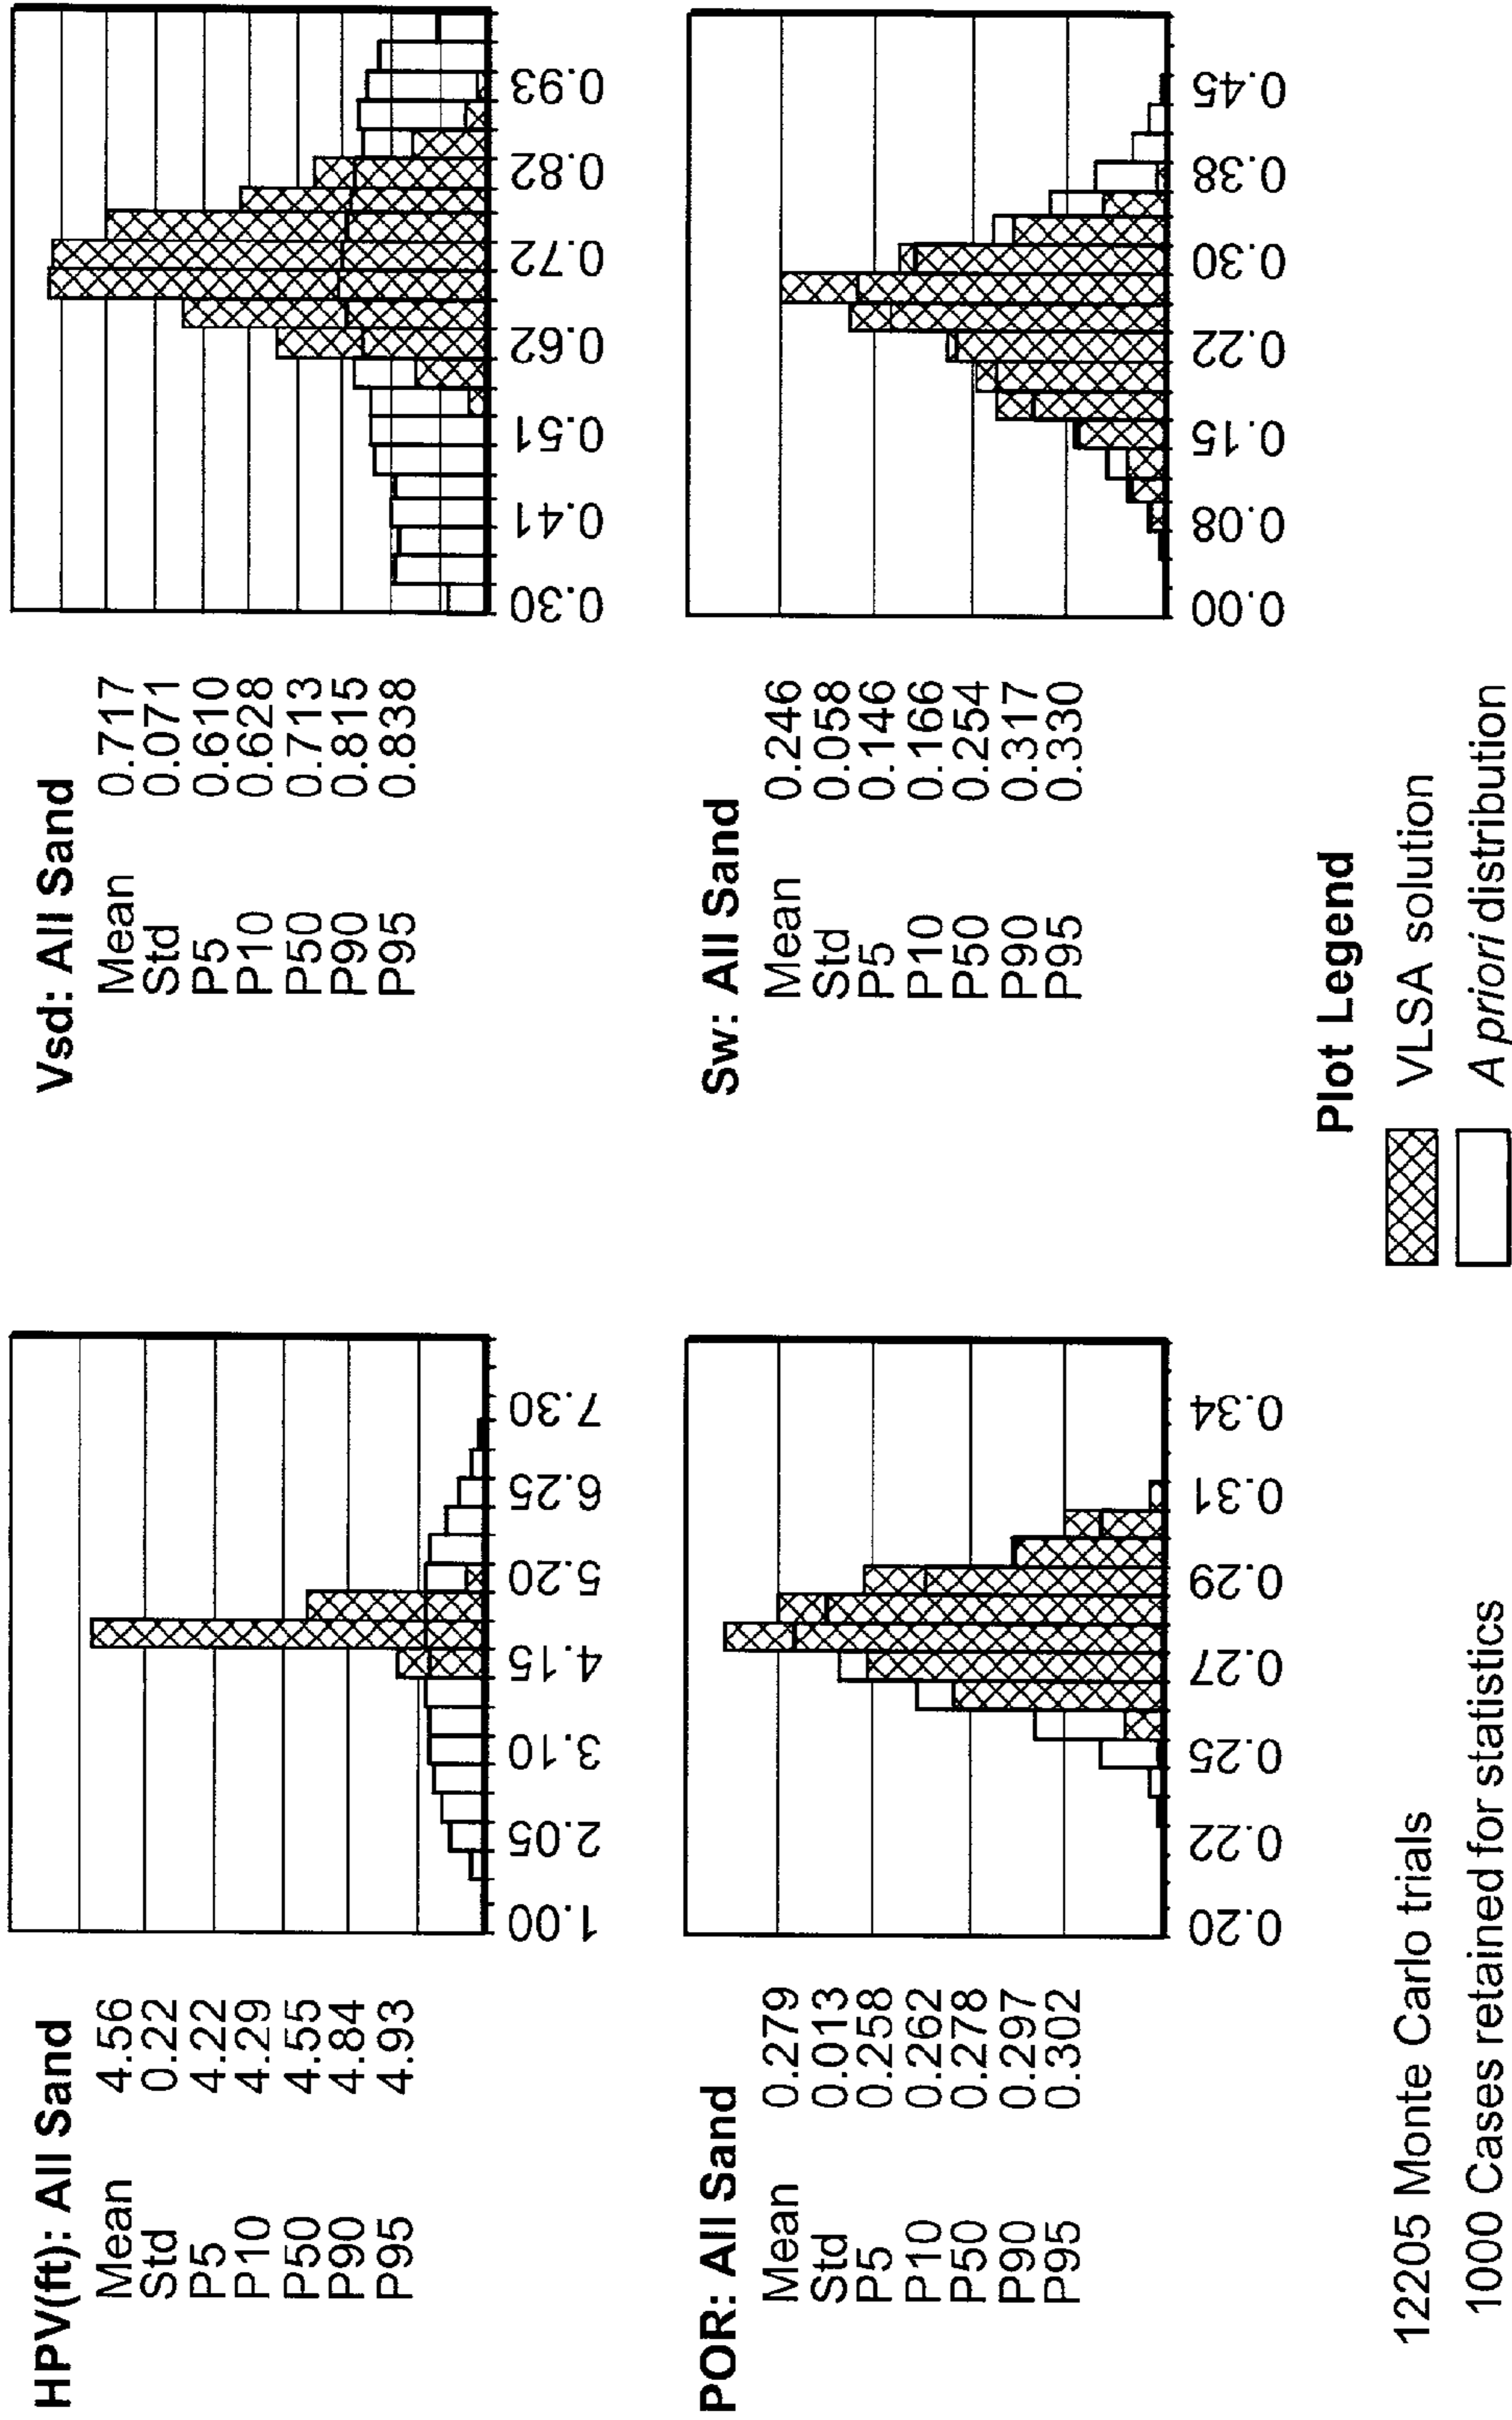 HPV(ft): All Sand
Mean 4.56
Std 0.22
P5 4.22
P10 4.29
P50 4.55
P90 4.84
P95 4.93
1.00 2.05 3.10 4.15 5.20 6.25 7.30
Vsd: All Sand
Mean 0.717
Std 0.071
P5 0.610
P10 0.628
P50 0.713
P90 0.815
P95 0.838
0.30 0.41 0.51 0.62 0.72 0.82 0.93
POR: All Sand
Mean 0.279
Std 0.013
P5 0.258
P10 0.262
P50 0.278
P90 0.297
P95 0.302
0.20 0.22 0.25 0.27 0.29 0.31 0.34
Sw: All Sand
Mean 0.246
Std 0.058
P5 0.146
P10 0.166
P50 0.254
P90 0.317
P95 0.330
0.00 0.08 0.15 0.22 0.30 0.38 0.45
12205 Monte Carlo trials
1000 Cases retained for statistics
Plot Legend
VLSA solution
A priori distribution